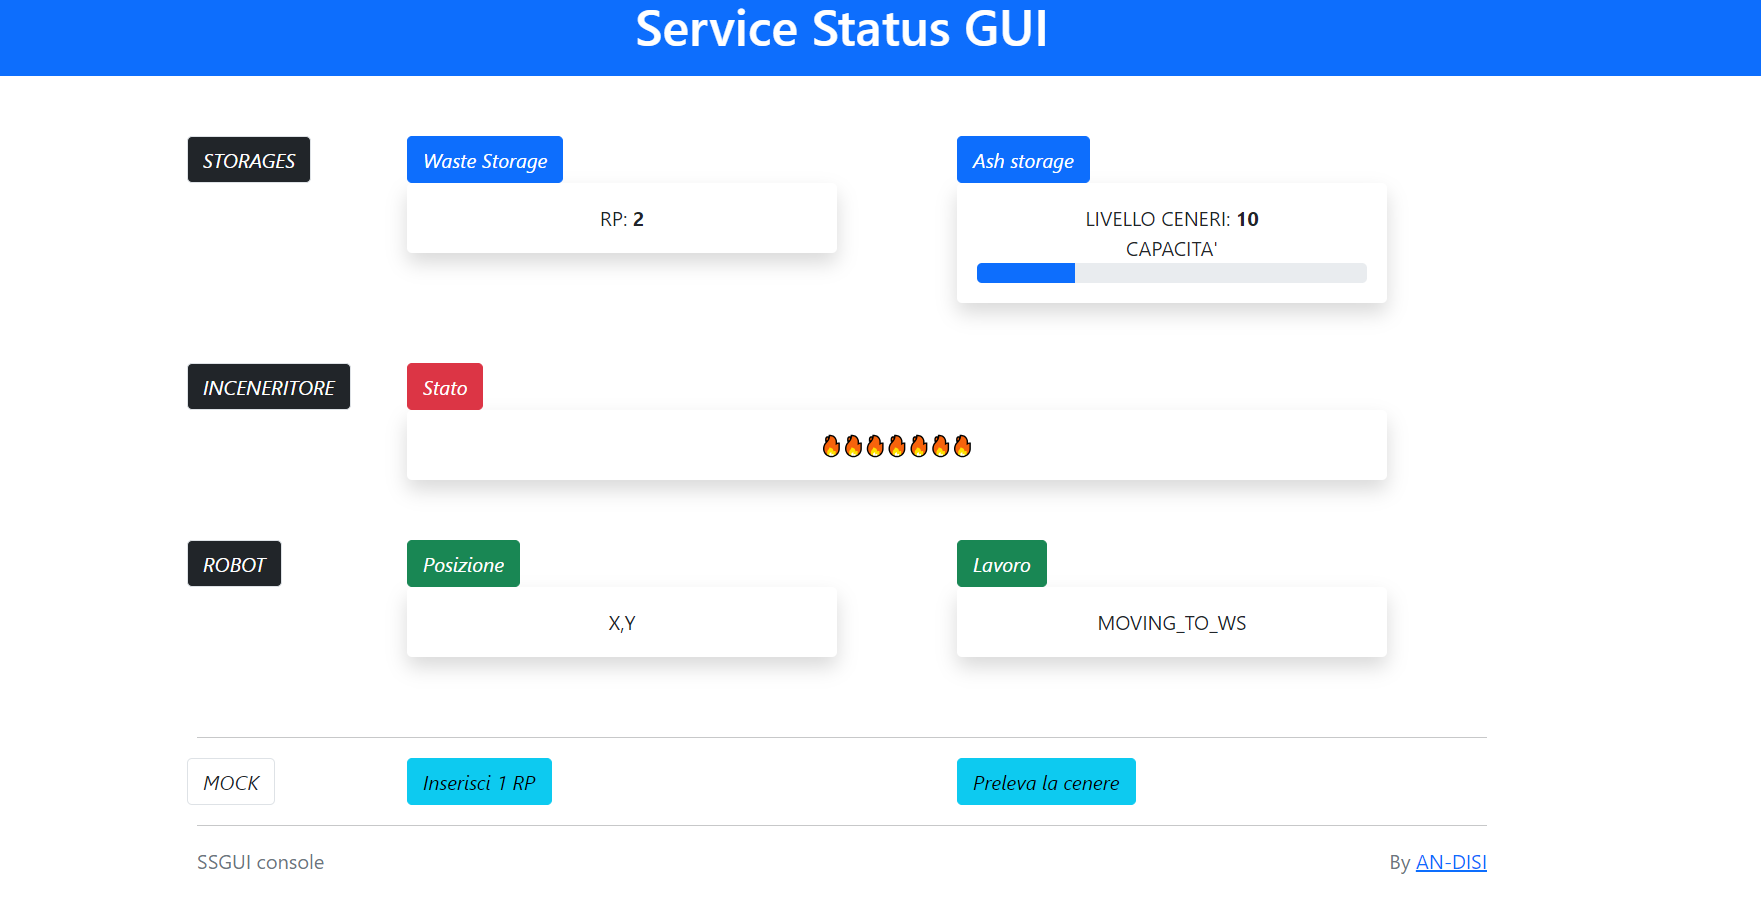 Service Status GUI
STORAGES
Waste Storage
RP: 2
Ash storage
LIVELLO CENERI: 10
CAPACITA'
INCENERITORE
Stato
🔥🔥🔥🔥🔥🔥🔥
ROBOT
Posizione
X,Y
Lavoro
MOVING_TO_WS
MOCK
Inserisci 1 RP
Preleva la cenere
SSGUI console
By AN-DISI